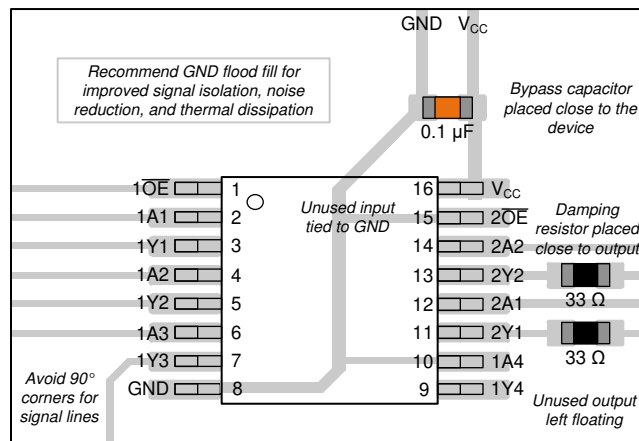 GND VCC
Recommend GND flood fill for
improved signal isolation, noise
reduction, and thermal dissipation
Bypass capacitor
placed close to the
device
0.1 µF
1O̅E̅ 1 16 VCC
1A1 2 Unused input 15 2O̅E̅
tied to GND
Damping
resistor placed
close to output
1Y1 3 14 2A2
1A2 4 13 2Y2
33 Ω
1Y2 5 12 2A1
1A3 6 11 2Y1
33 Ω
1Y3 7 10 1A4
GND 8 9 1Y4
Avoid 90°
corners for
signal lines
Unused output
left floating